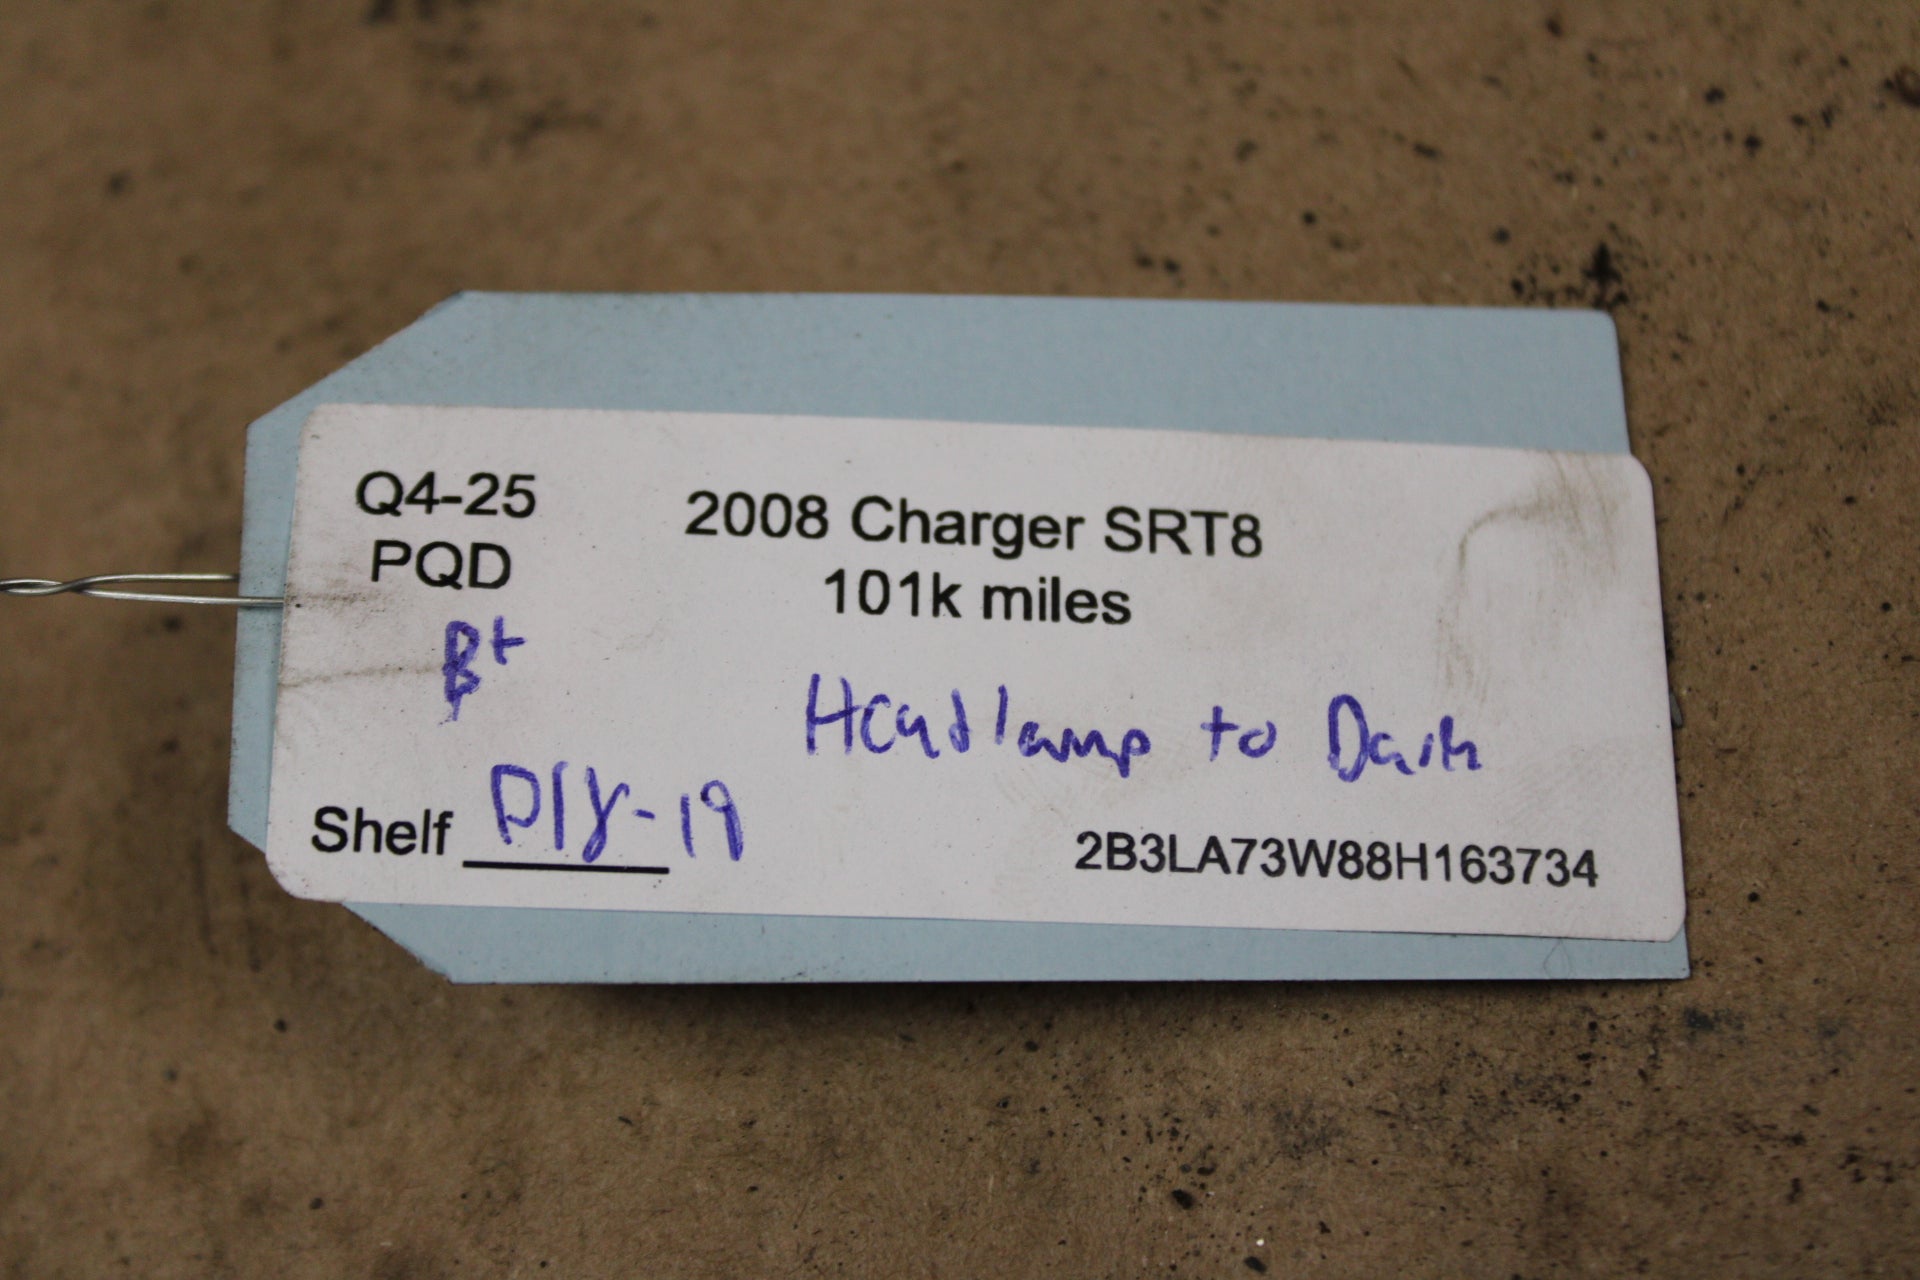 Q4-25
PQD
B+
2008 Charger SRT8
101k miles
Headlamp to Dash
Shelf D18-19
2B3LA73W88H163734